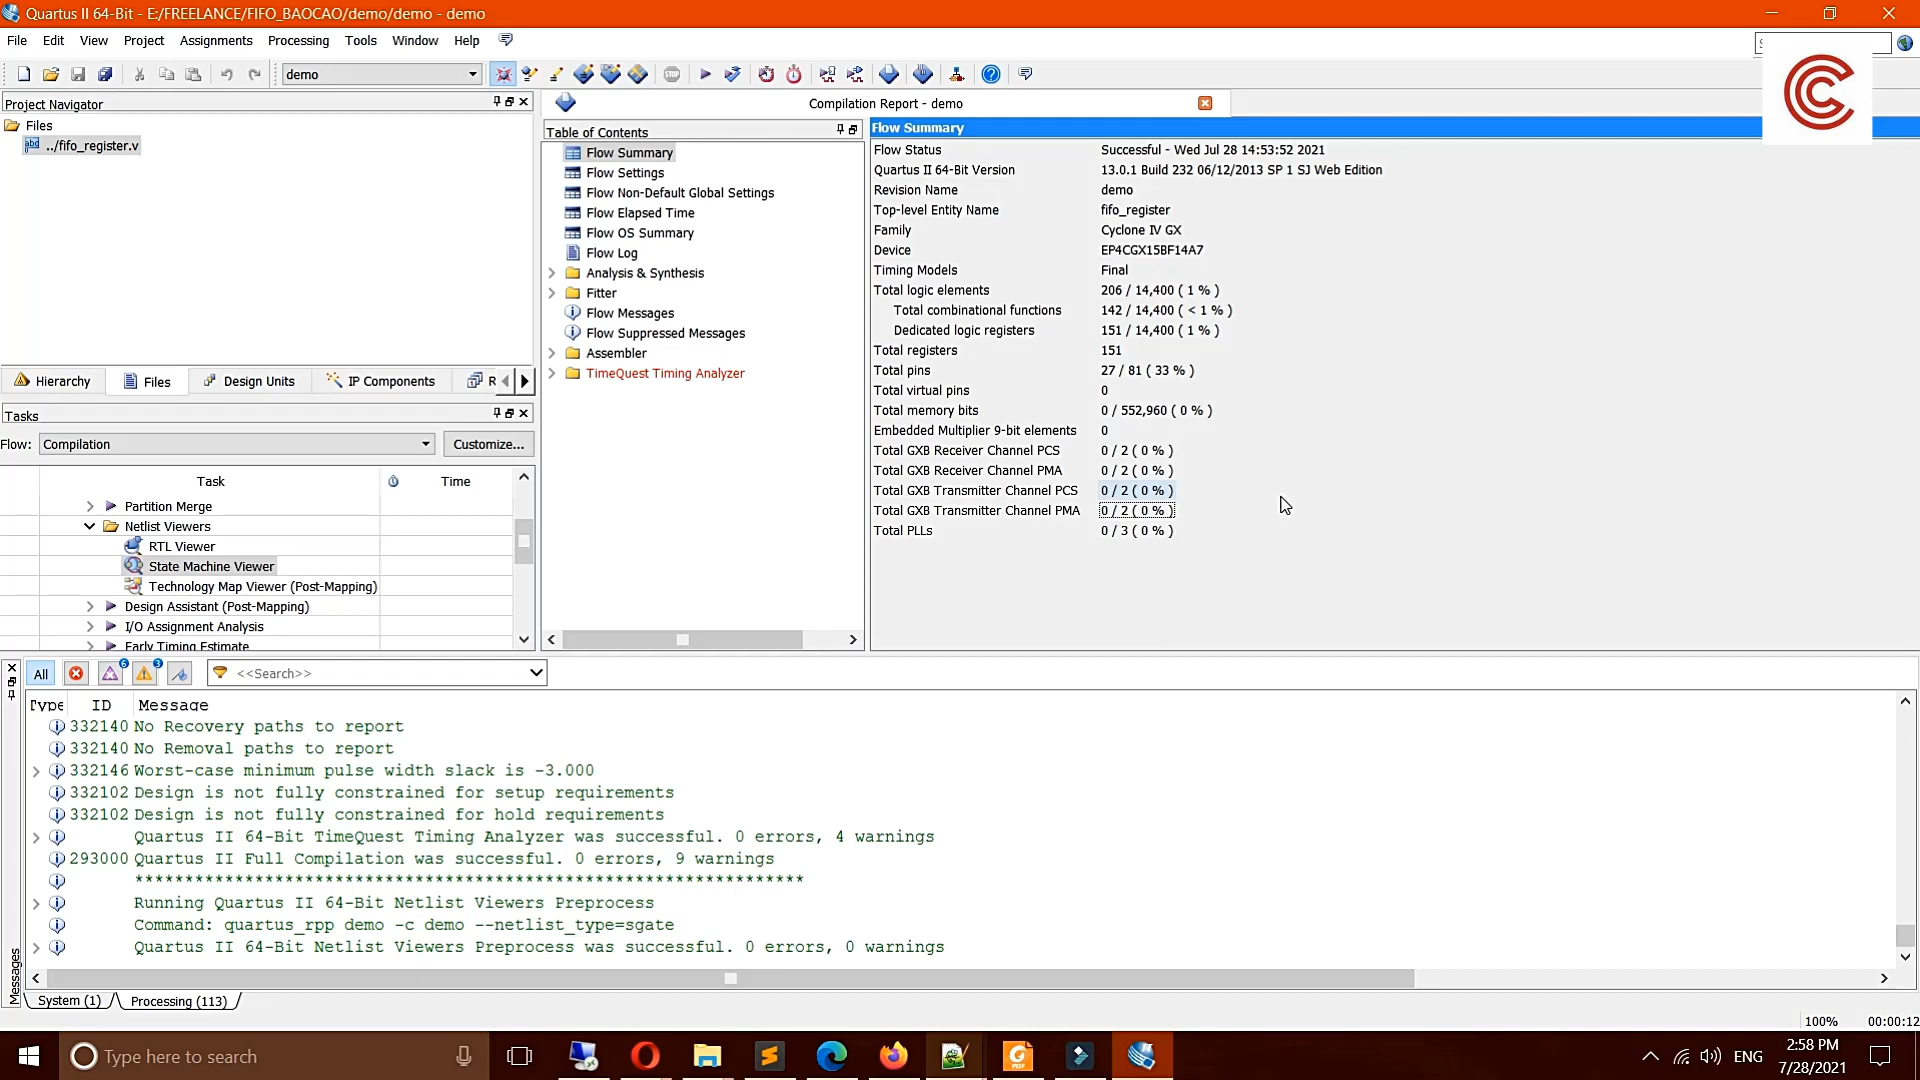 Quartus II 64-Bit - E:/FREELANCE/FIFO_BAOCAO/demo/demo - demo
File Edit View Project Assignments Processing Tools Window Help
demo
Project Navigator
Files
../fifo_register.v
Hierarchy Files Design Units IP Components R
Tasks
Flow: Compilation Customize...
Task Time
Partition Merge
Netlist Viewers
RTL Viewer
State Machine Viewer
Technology Map Viewer (Post-Mapping)
Design Assistant (Post-Mapping)
I/O Assignment Analysis
Early Timing Estimate
Compilation Report - demo
Table of Contents
Flow Summary
Flow Settings
Flow Non-Default Global Settings
Flow Elapsed Time
Flow OS Summary
Flow Log
Analysis & Synthesis
Fitter
Flow Messages
Flow Suppressed Messages
Assembler
TimeQuest Timing Analyzer
Flow Summary
Flow Status Successful - Wed Jul 28 14:53:52 2021
Quartus II 64-Bit Version 13.0.1 Build 232 06/12/2013 SP 1 SJ Web Edition
Revision Name demo
Top-level Entity Name fifo_register
Family Cyclone IV GX
Device EP4CGX15BF14A7
Timing Models Final
Total logic elements 206 / 14,400 ( 1 % )
Total combinational functions 142 / 14,400 ( < 1 % )
Dedicated logic registers 151 / 14,400 ( 1 % )
Total registers 151
Total pins 27 / 81 ( 33 % )
Total virtual pins 0
Total memory bits 0 / 552,960 ( 0 % )
Embedded Multiplier 9-bit elements 0
Total GXB Receiver Channel PCS 0 / 2 ( 0 % )
Total GXB Receiver Channel PMA 0 / 2 ( 0 % )
Total GXB Transmitter Channel PCS 0 / 2 ( 0 % )
Total GXB Transmitter Channel PMA 0 / 2 ( 0 % )
Total PLLs 0 / 3 ( 0 % )
All 6 3 <<Search>>
Type ID Message
332140 No Recovery paths to report
332140 No Removal paths to report
332146 Worst-case minimum pulse width slack is -3.000
332102 Design is not fully constrained for setup requirements
332102 Design is not fully constrained for hold requirements
Quartus II 64-Bit TimeQuest Timing Analyzer was successful. 0 errors, 4 warnings
293000 Quartus II Full Compilation was successful. 0 errors, 9 warnings
*******************************************************************
Running Quartus II 64-Bit Netlist Viewers Preprocess
Command: quartus_rpp demo -c demo --netlist_type=sgate
Quartus II 64-Bit Netlist Viewers Preprocess was successful. 0 errors, 0 warnings
Messages
System (1) Processing (113)
100% 00:00:12
Type here to search
ENG
2:58 PM
7/28/2021